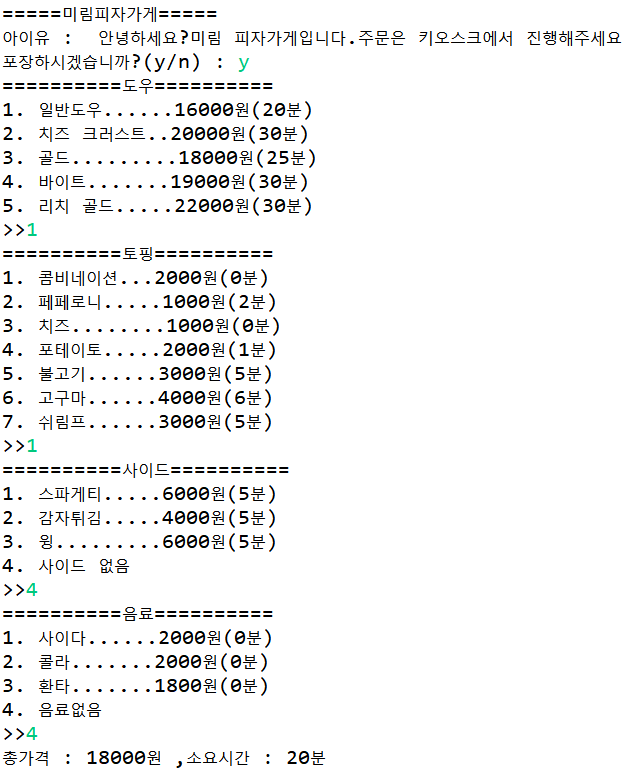 =====미림피자가게=====
아이유 :  안녕하세요?미림 피자가게입니다.주문은 키오스크에서 진행해주세요
포장하시겠습니까?(y/n) : y
==========도우==========
1. 일반도우......16000원(20분)
2. 치즈 크러스트..20000원(30분)
3. 골드.........18000원(25분)
4. 바이트.......19000원(30분)
5. 리치 골드.....22000원(30분)
>>1
==========토핑==========
1. 콤비네이션...2000원(0분)
2. 페페로니.....1000원(2분)
3. 치즈........1000원(0분)
4. 포테이토.....2000원(1분)
5. 불고기......3000원(5분)
6. 고구마......4000원(6분)
7. 쉬림프......3000원(5분)
>>1
==========사이드==========
1. 스파게티.....6000원(5분)
2. 감자튀김.....4000원(5분)
3. 윙.........6000원(5분)
4. 사이드 없음
>>4
==========음료==========
1. 사이다......2000원(0분)
2. 콜라.......2000원(0분)
3. 환타.......1800원(0분)
4. 음료없음
>>4
총가격 : 18000원 ,소요시간 : 20분